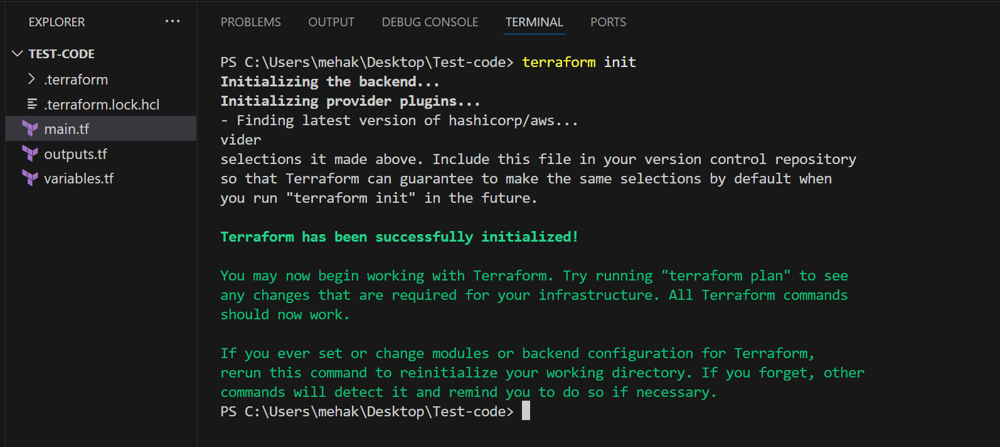 EXPLORER
...
TEST-CODE
.terraform
.terraform.lock.hcl
main.tf
outputs.tf
variables.tf
PROBLEMS OUTPUT DEBUG CONSOLE TERMINAL PORTS
PS C:\Users\mehak\Desktop\Test-code> terraform init
Initializing the backend...
Initializing provider plugins...
- Finding latest version of hashicorp/aws...
vider
selections it made above. Include this file in your version control repository
so that Terraform can guarantee to make the same selections by default when
you run "terraform init" in the future.
Terraform has been successfully initialized!
You may now begin working with Terraform. Try running "terraform plan" to see
any changes that are required for your infrastructure. All Terraform commands
should now work.
If you ever set or change modules or backend configuration for Terraform,
rerun this command to reinitialize your working directory. If you forget, other
commands will detect it and remind you to do so if necessary.
PS C:\Users\mehak\Desktop\Test-code>